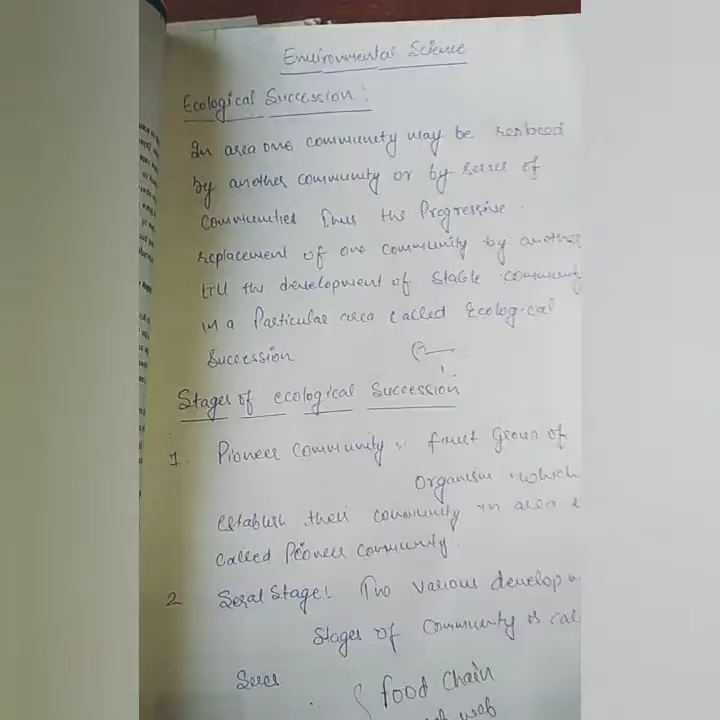 Environmental Science
Ecological Succession:
In area one community may be replaced
by another community or by series of
communities Thus the Progressive
replacement of one community by another
till the development of Stable community
in a Particular area called Ecological
Succession
Stages of ecological Succession
1. Pioneer Community :- first Group of
Organism which
establish their community in area &
called Pioneer community.
2 Seral Stage! The various develop
Stages of Community is cal
Seres
food chain
web